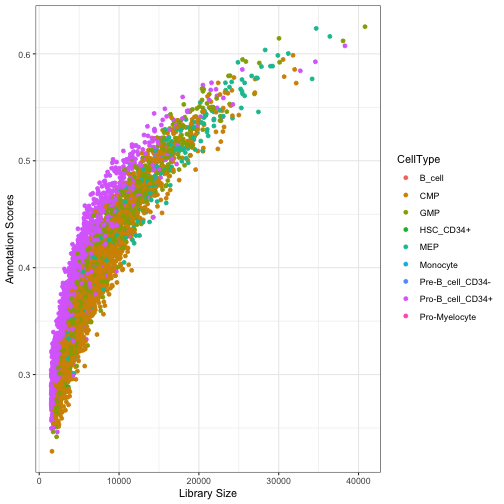 0.6
0.5
0.4
0.3
Annotation Scores
0
10000
20000
30000
40000
Library Size
CellType
B_cell
CMP
GMP
HSC_CD34+
MEP
Monocyte
Pre-B_cell_CD34-
Pro-B_cell_CD34+
Pro-Myelocyte